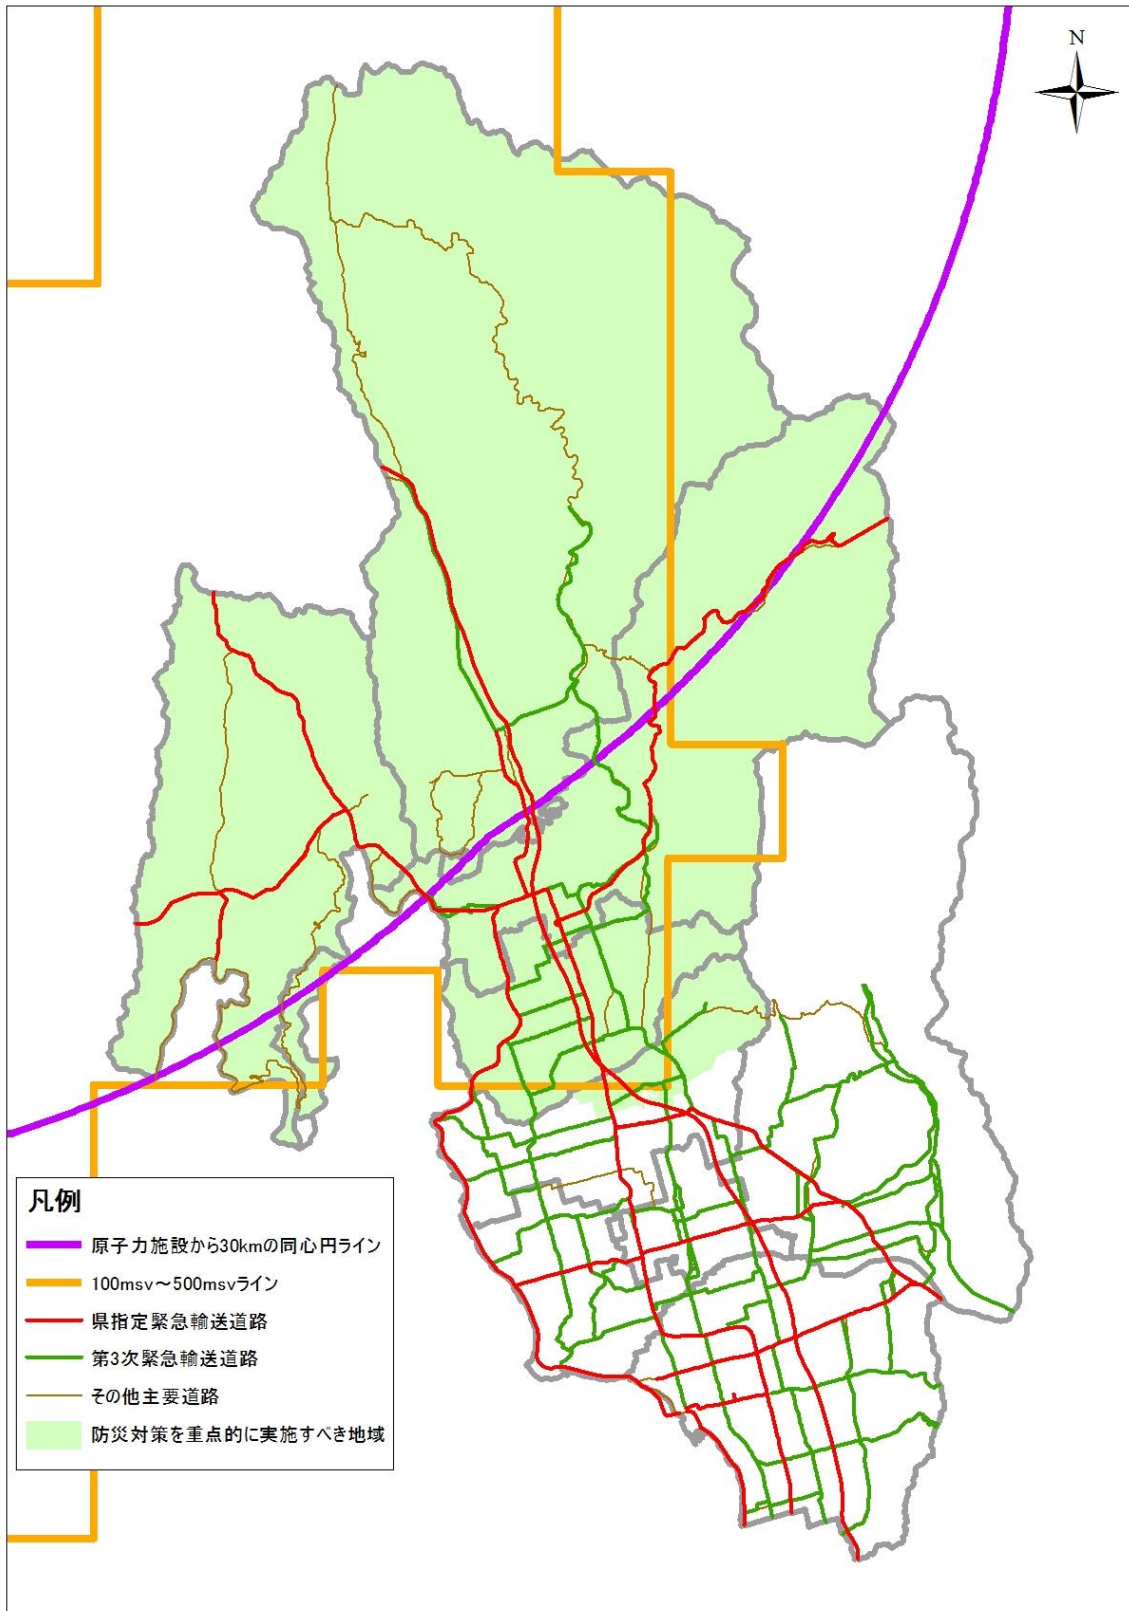 N
凡例
原子力施設から30kmの同心円ライン
100msv～500msvライン
県指定緊急輸送道路
第3次緊急輸送道路
その他主要道路
防災対策を重点的に実施すべき地域